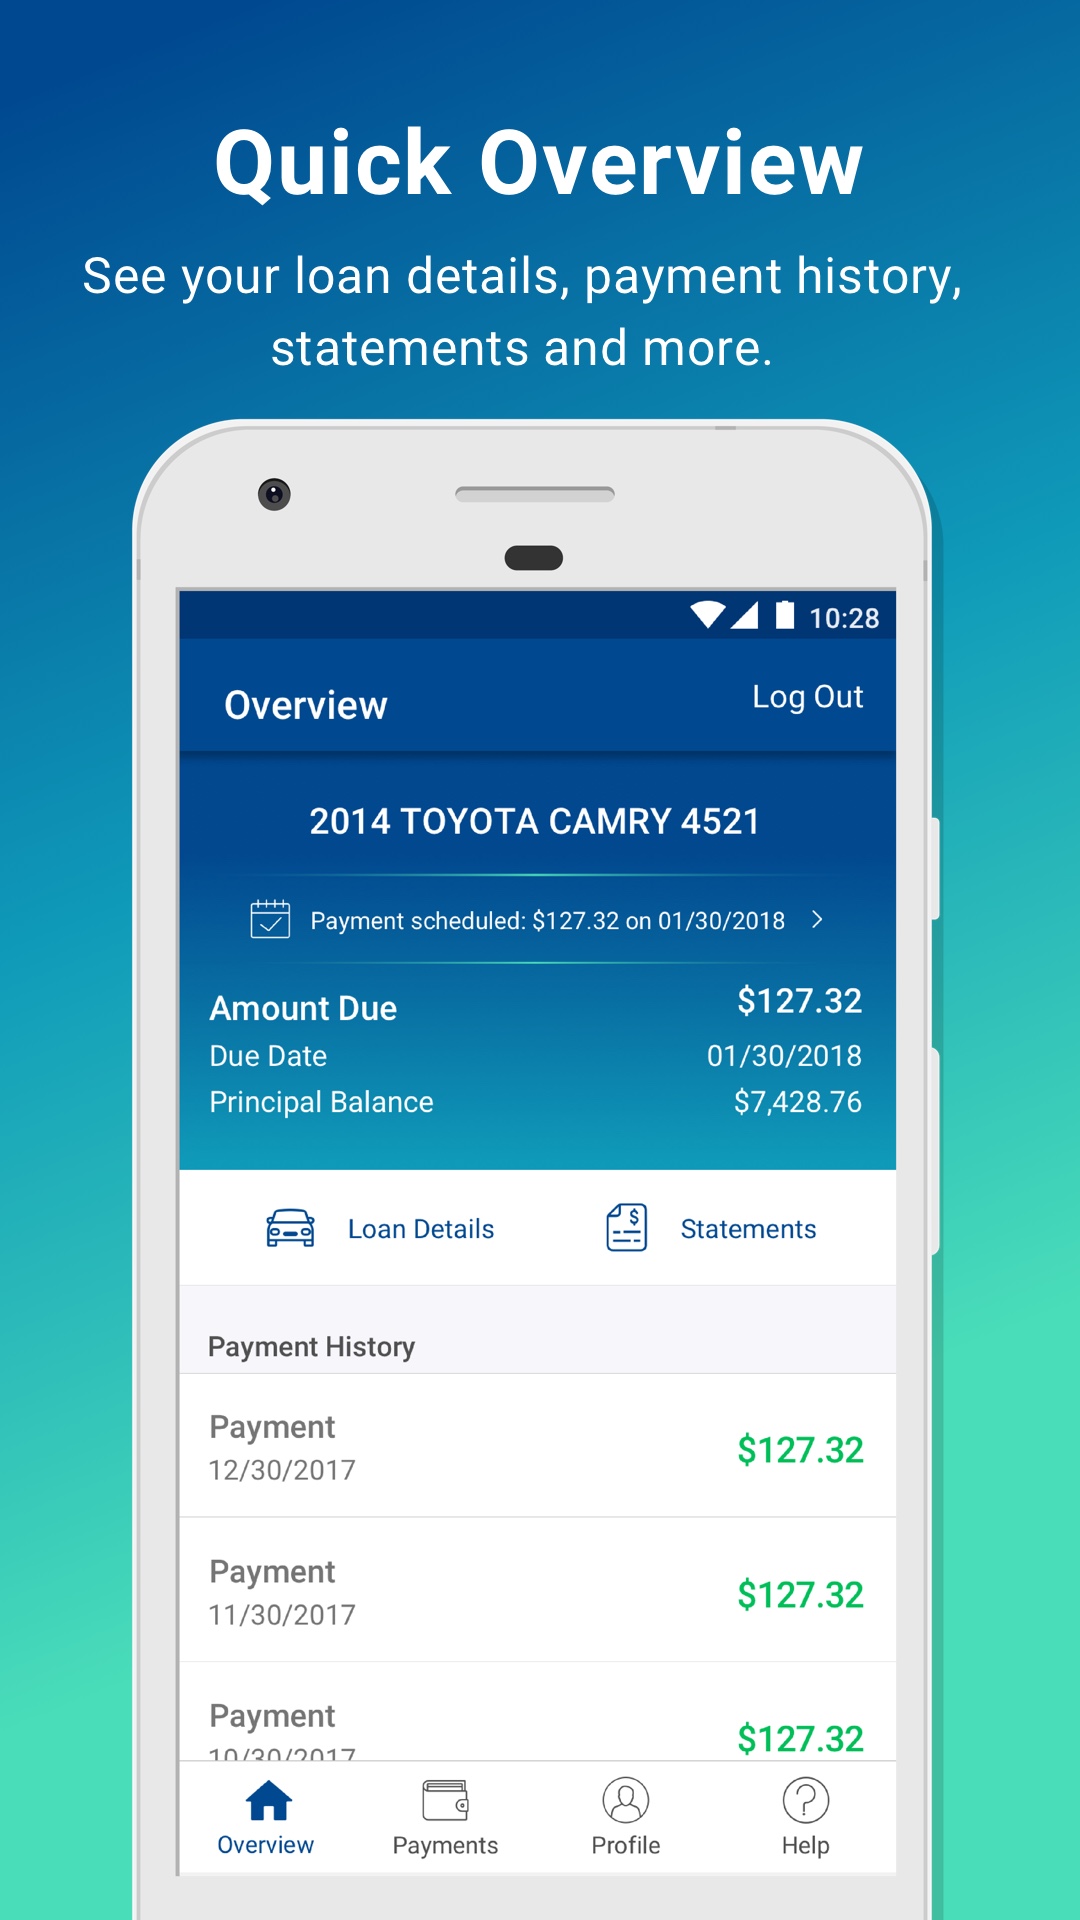 Quick Overview
See your loan details, payment history,
statements and more.
10:28
Overview
Log Out
2014 TOYOTA CAMRY 4521
Payment scheduled: $127.32 on 01/30/2018
Amount Due $127.32
Due Date 01/30/2018
Principal Balance $7,428.76
Loan Details
Statements
Payment History
Payment
12/30/2017
$127.32
Payment
11/30/2017
$127.32
Payment
10/30/2017
$127.32
Overview
Payments
Profile
Help